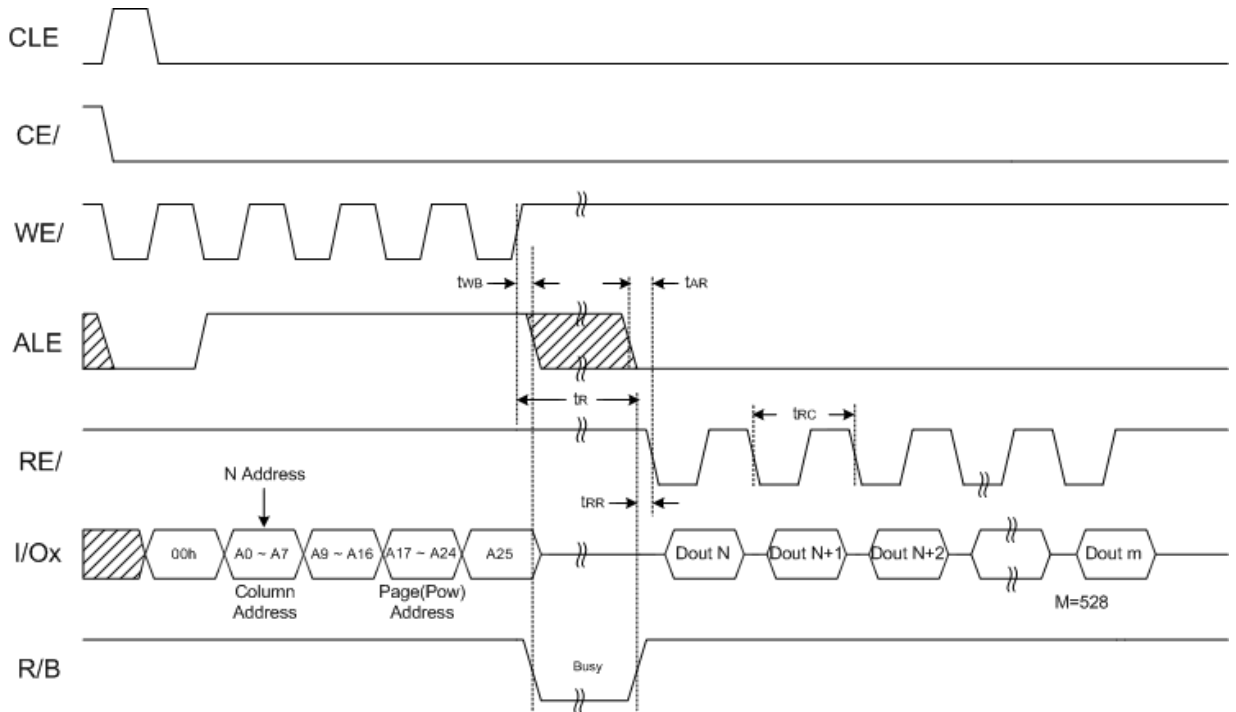 CLE
CE/
WE/
tWB
tAR
ALE
tR
tRC
RE/
N Address
tRR
I/Ox
00h
A0 ~ A7
A9 ~ A16
A17 ~ A24
A25
Dout N
Dout N+1
Dout N+2
Dout m
Column
Address
Page(Pow)
Address
M=528
R/B
Busy